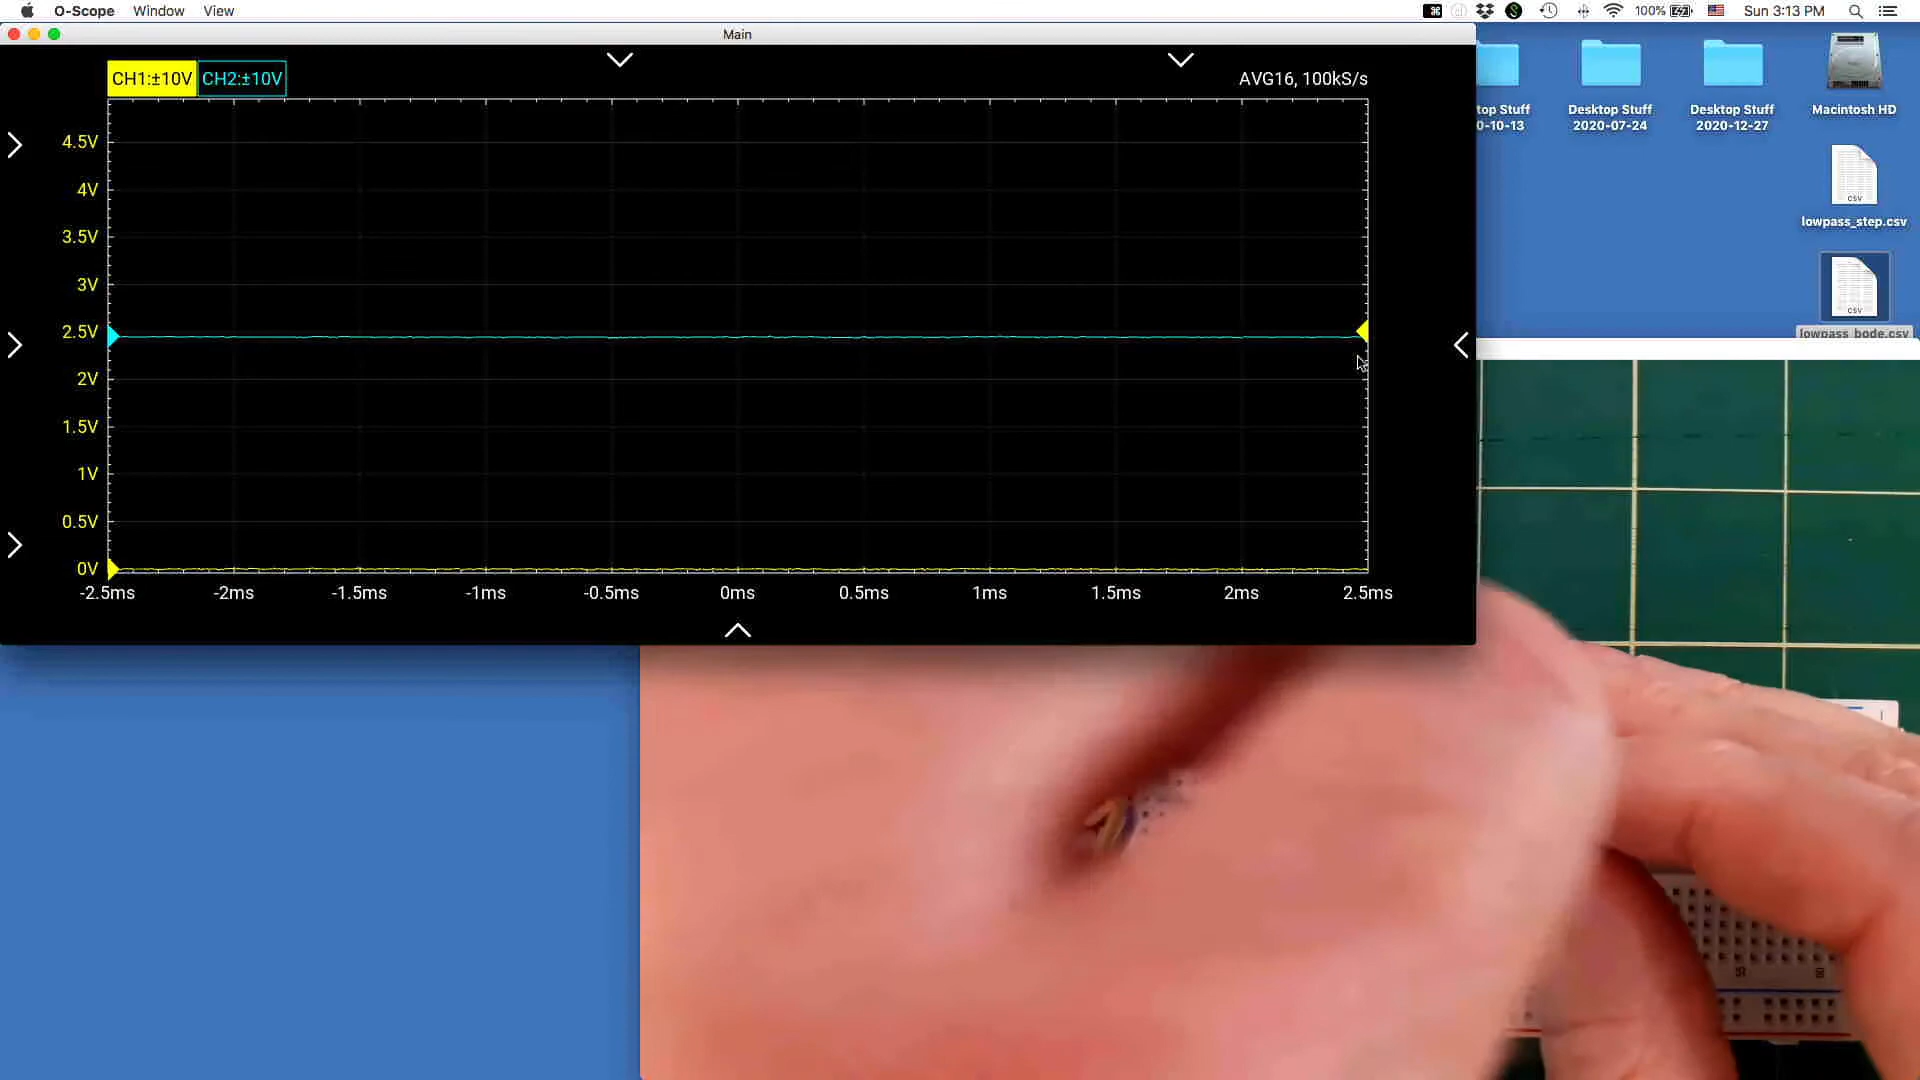 O-Scope Window View
100% Sun 3:13 PM
Main
CH1:±10V CH2:±10V
AVG16, 100kS/s
4.5V
4V
3.5V
3V
2.5V
2V
1.5V
1V
0.5V
0V
-2.5ms -2ms -1.5ms -1ms -0.5ms 0ms 0.5ms 1ms 1.5ms 2ms 2.5ms
top Stuff
0-10-13
Desktop Stuff
2020-07-24
Desktop Stuff
2020-12-27
Macintosh HD
CSV
lowpass_step.csv
CSV
lowpass_bode.csv